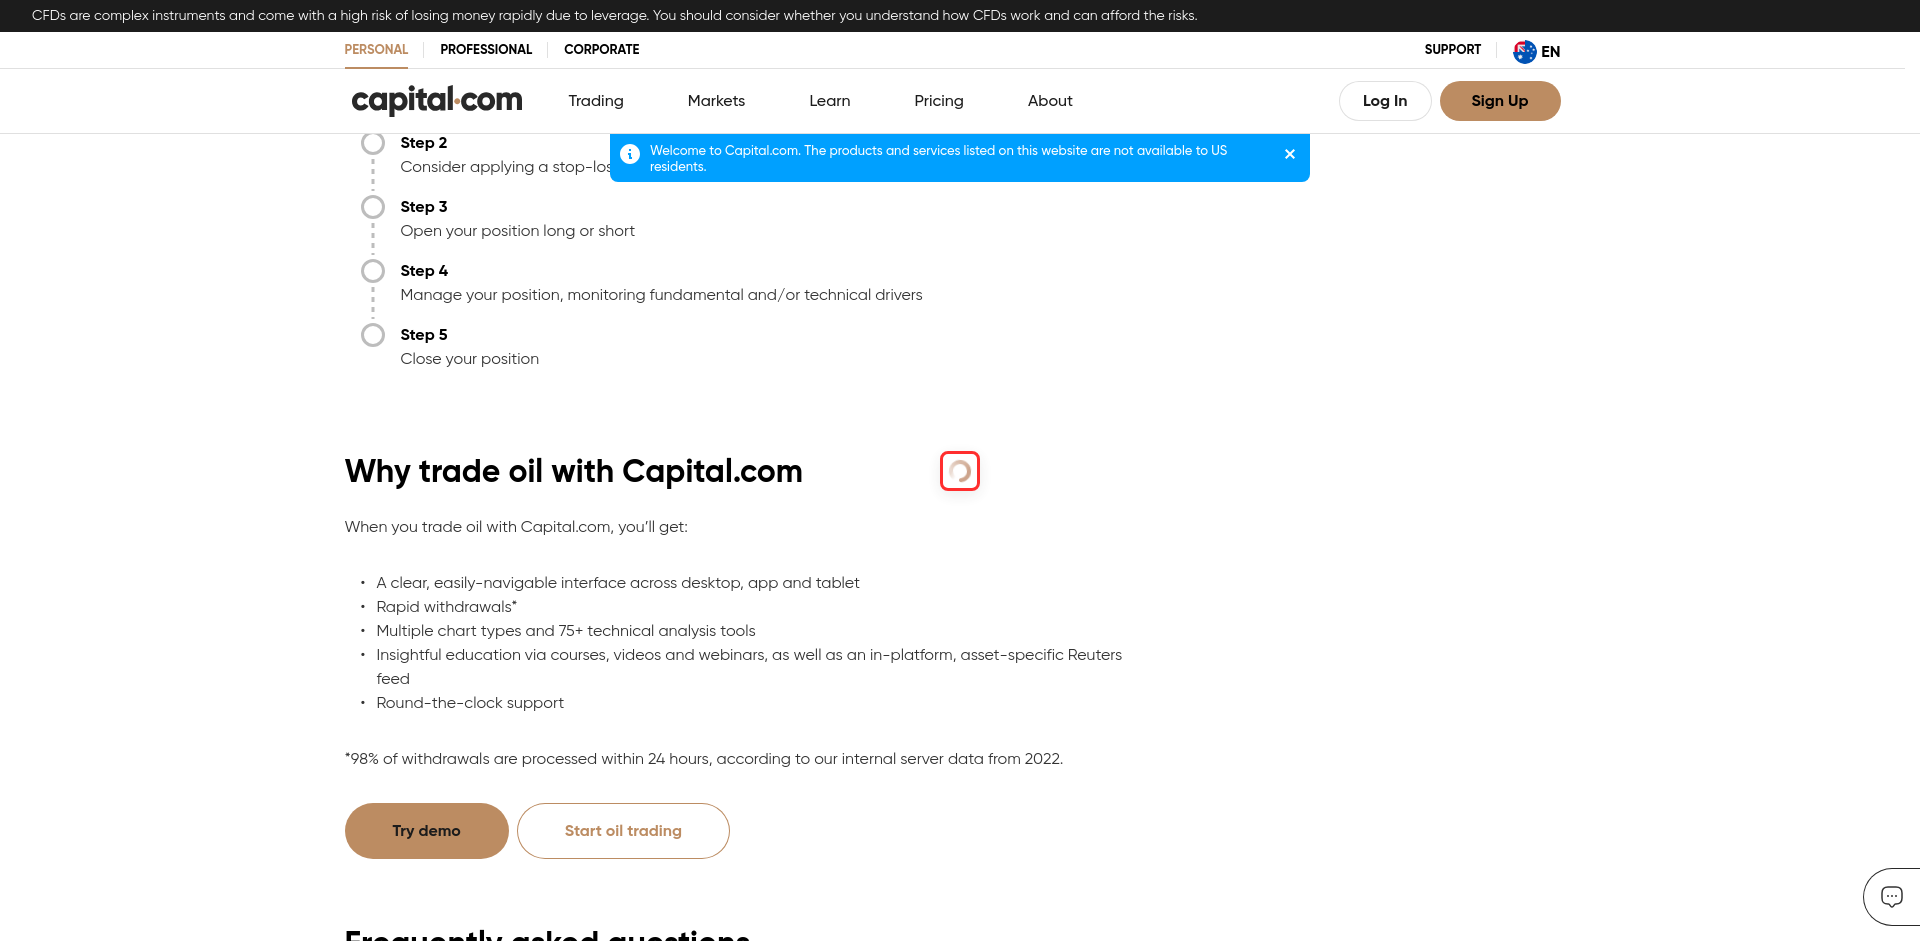 CFDs are complex instruments and come with a high risk of losing money rapidly due to leverage. You should consider whether you understand how CFDs work and can afford the risks.
PERSONAL
PROFESSIONAL
CORPORATE
SUPPORT
EN
capital.com
Trading
Markets
Learn
Pricing
About
Log In
Sign Up
Welcome to Capital.com. The products and services listed on this website are not available to US
residents.
Step 2
Consider applying a stop-los
Step 3
Open your position long or short
Step 4
Manage your position, monitoring fundamental and/or technical drivers
Step 5
Close your position
Why trade oil with Capital.com
When you trade oil with Capital.com, you’ll get:
• A clear, easily-navigable interface across desktop, app and tablet
• Rapid withdrawals*
• Multiple chart types and 75+ technical analysis tools
• Insightful education via courses, videos and webinars, as well as an in-platform, asset-specific Reuters
feed
• Round-the-clock support
*98% of withdrawals are processed within 24 hours, according to our internal server data from 2022.
Try demo
Start oil trading
Frequently asked questions